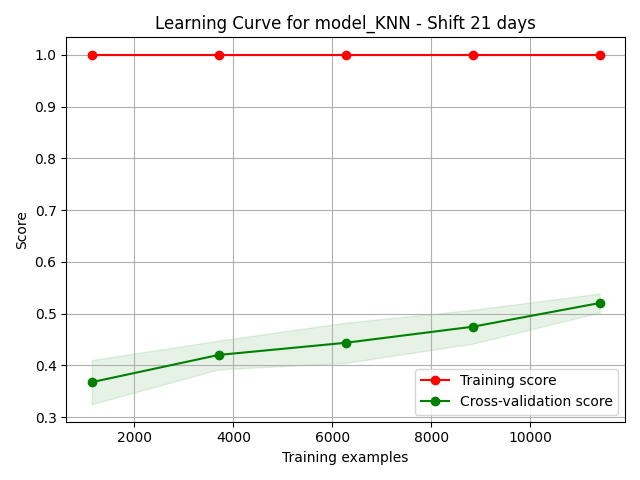 Learning Curve for model_KNN - Shift 21 days
Score
1.0
0.9
0.8
0.7
0.6
0.5
0.4
0.3
Training score
Cross-validation score
2000 4000 6000 8000 10000
Training examples